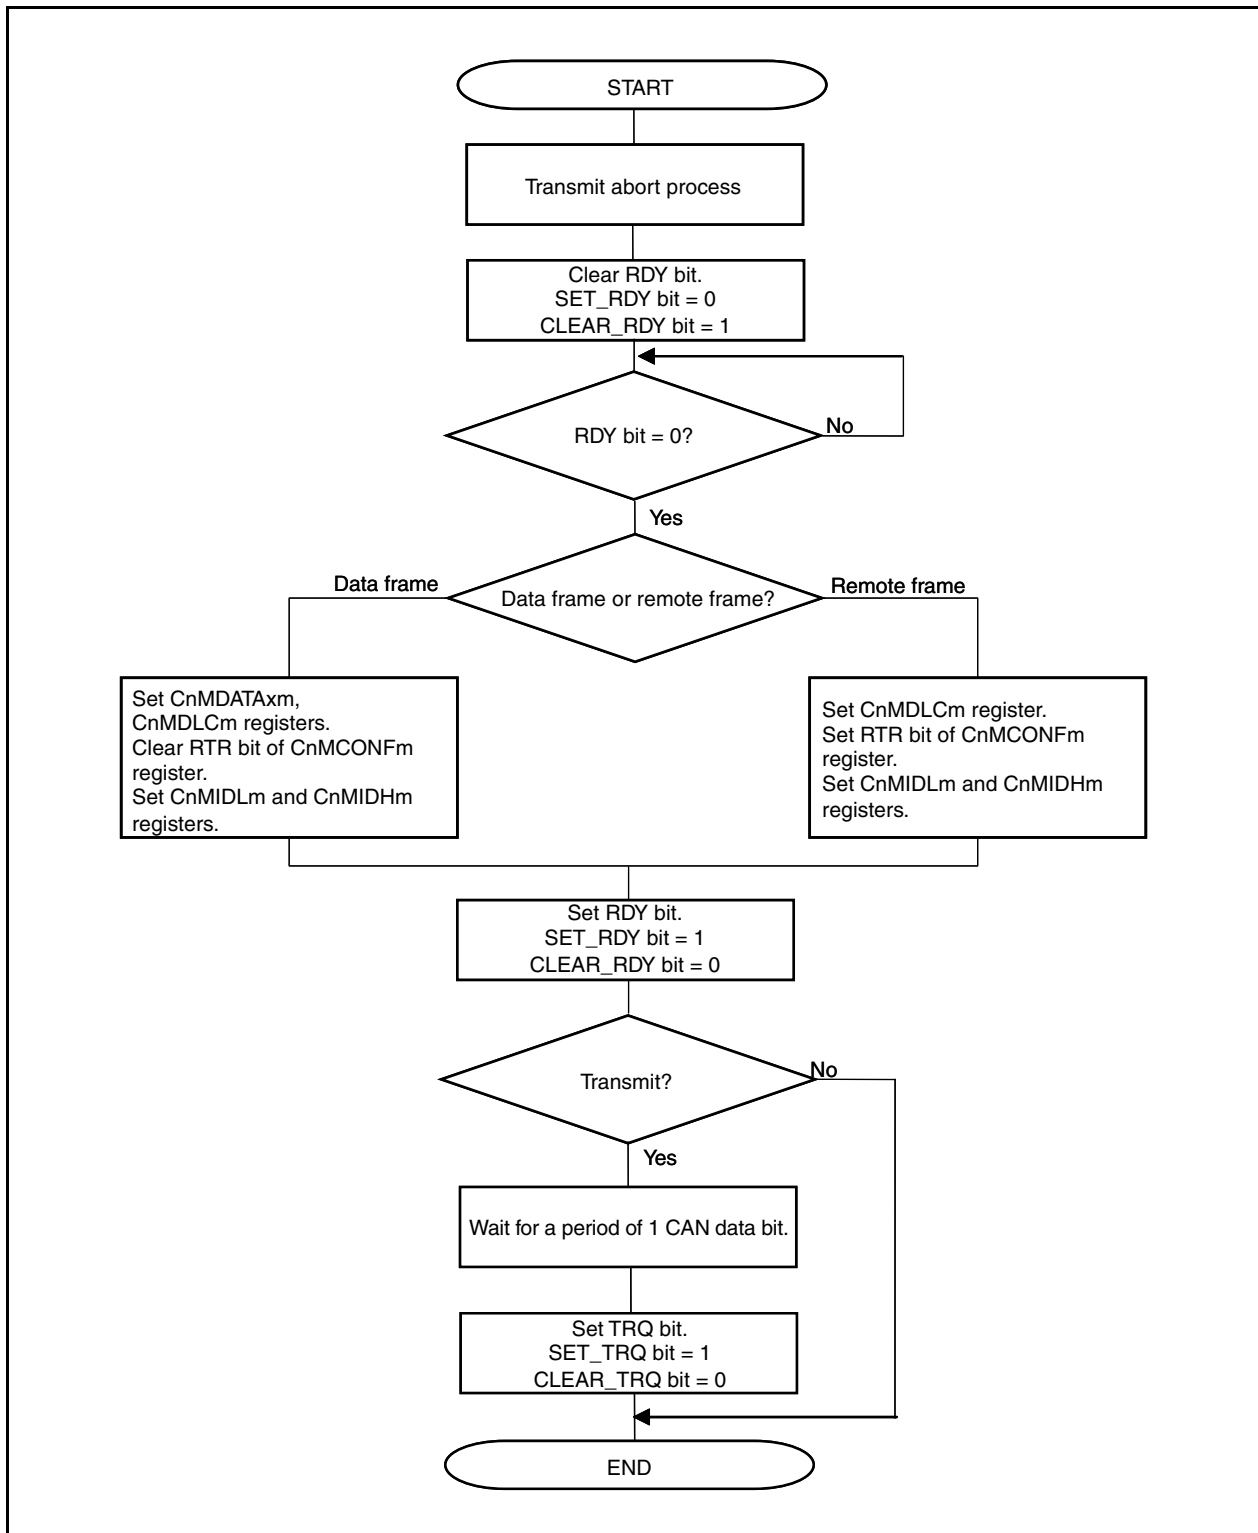 START
Transmit abort process
Clear RDY bit.
SET_RDY bit = 0
CLEAR_RDY bit = 1
RDY bit = 0?
No
Yes
Data frame
Data frame or remote frame?
Remote frame
Set CnMDATAxm,
CnMDLCm registers.
Clear RTR bit of CnMCONFm
register.
Set CnMIDLm and CnMIDHm
registers.
Set CnMDLCm register.
Set RTR bit of CnMCONFm
register.
Set CnMIDLm and CnMIDHm
registers.
Set RDY bit.
SET_RDY bit = 1
CLEAR_RDY bit = 0
Transmit?
No
Yes
Wait for a period of 1 CAN data bit.
Set TRQ bit.
SET_TRQ bit = 1
CLEAR_TRQ bit = 0
END